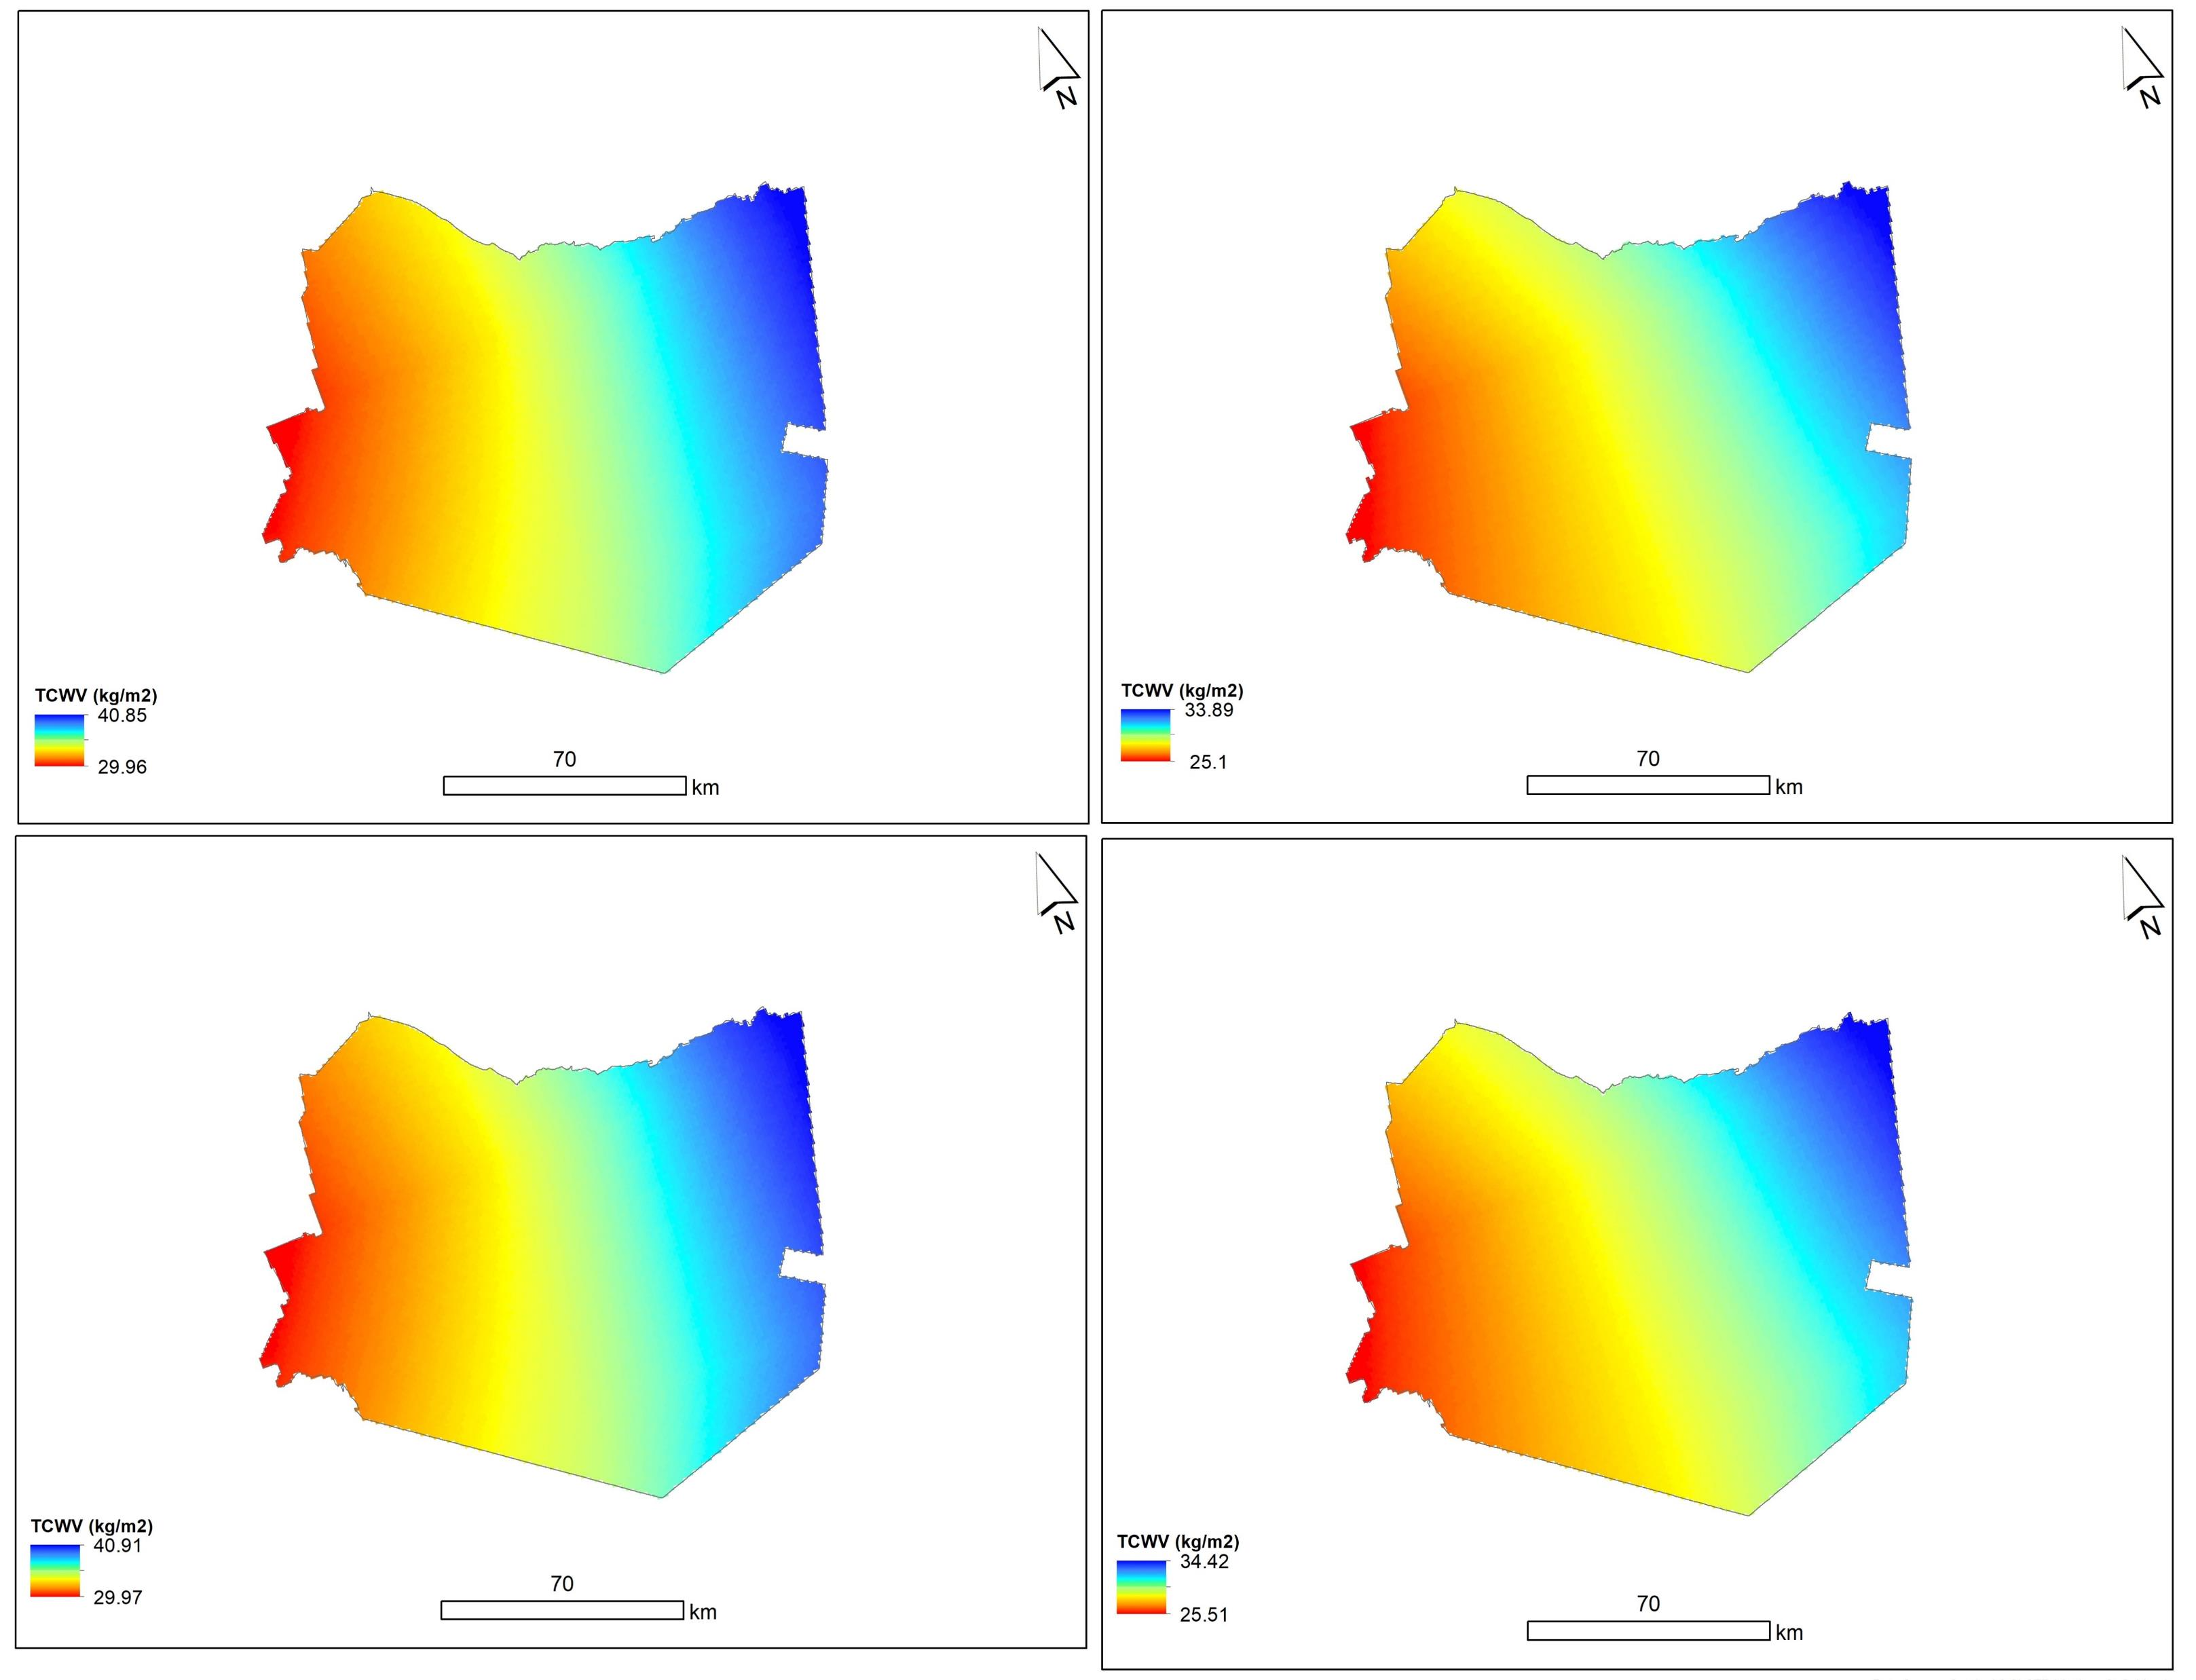 N
TCWV (kg/m2)
40.85
29.96
70
km
N
TCWV (kg/m2)
33.89
25.1
70
km
N
TCWV (kg/m2)
40.91
29.97
70
km
N
TCWV (kg/m2)
34.42
25.51
70
km